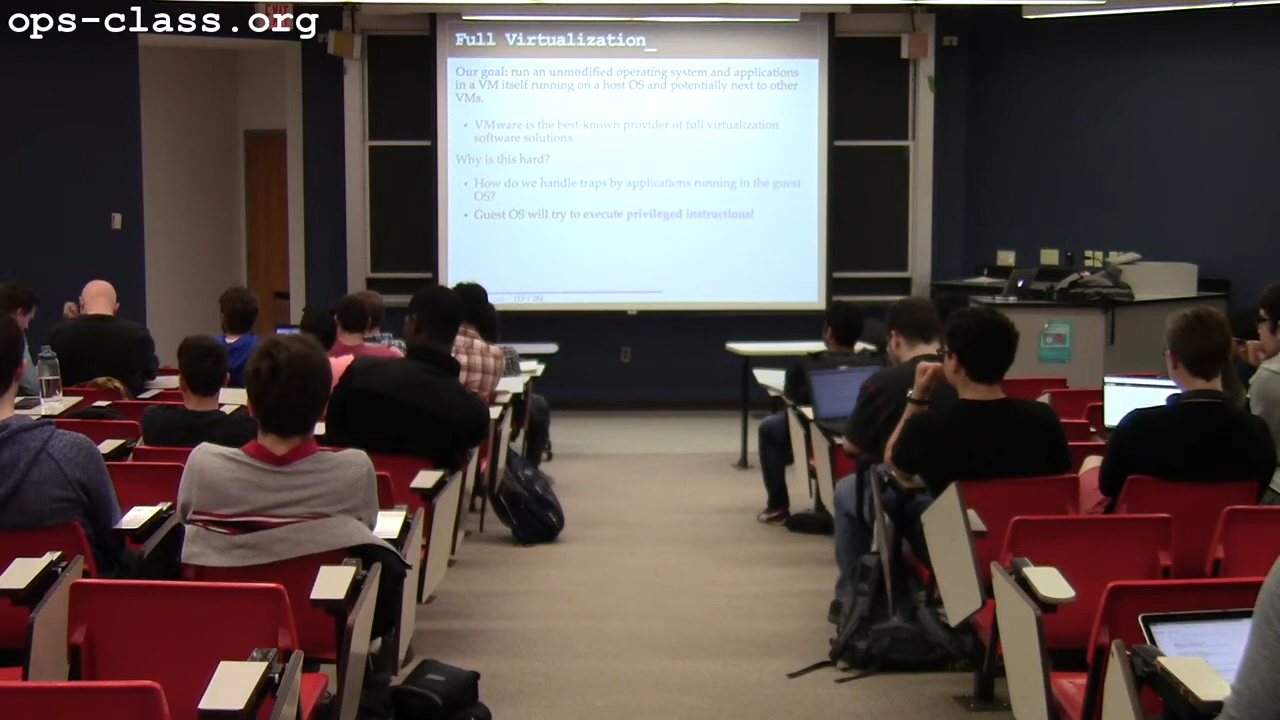 ops-class.org
EXIT
Full Virtualization_
Our goal: run an unmodified operating system and applications
in a VM itself running on a host OS and potentially next to other
VMs.
• VMware is the best-known provider of full virtualization
software solutions.
Why is this hard?
• How do we handle traps by applications running in the guest
OS?
• Guest OS will try to execute privileged instructions!